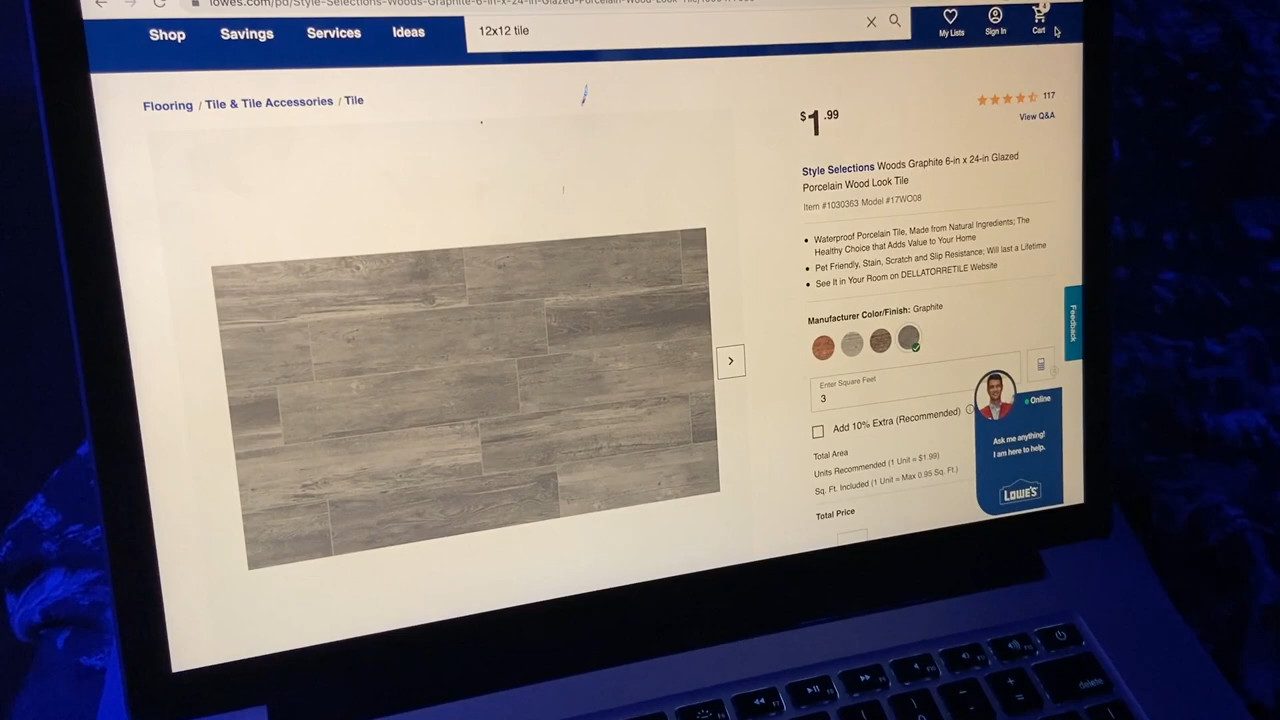 Shop Savings Services Ideas
12x12 tile
My Lists
Sign In
Cart
Flooring / Tile & Tile Accessories / Tile
$1.99
117
View Q&A
Style Selections Woods Graphite 6-in x 24-in Glazed
Porcelain Wood Look Tile
Item #1030363 Model #17WO08
Waterproof Porcelain Tile, Made from Natural Ingredients; The
Healthy Choice that Adds Value to Your Home
Pet Friendly, Stain, Scratch and Slip Resistance; Will last a Lifetime
See It in Your Room on DELLATORRETILE Website
Manufacturer Color/Finish: Graphite
Feedback
Enter Square Feet
3
Add 10% Extra (Recommended)
Online
Ask me anything!
I am here to help.
LOWE'S
Total Area
Units Recommended (1 Unit = $1.99)
Sq. Ft. Included (1 Unit = Max 0.95 Sq. Ft.)
Total Price
delete